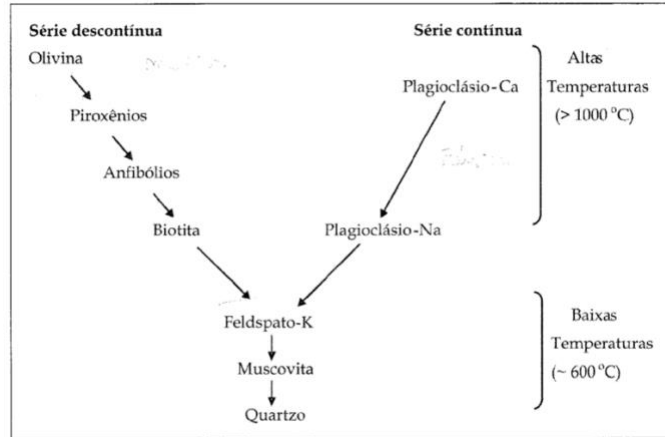 Série descontínua
Série contínua
Olivina
Altas
Plagioclásio-Ca
Temperaturas
(> 1000 °C)
Piroxênios
Anfibólios
Biotita
Plagioclásio-Na
Feldspato-K
Baixas
Temperaturas
(~ 600 °C)
Muscovita
Quartzo